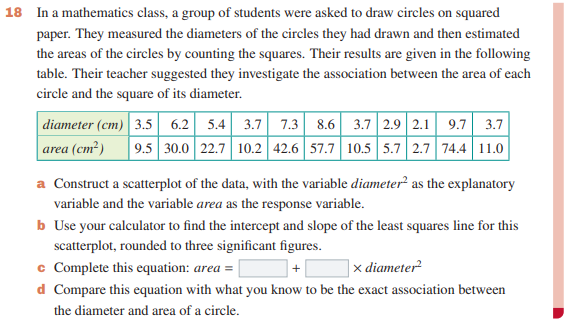 18 In a mathematics class, a group of students were asked to draw circles on squared
paper. They measured the diameters of the circles they had drawn and then estimated
the areas of the circles by counting the squares. Their results are given in the following
table. Their teacher suggested they investigate the association between the area of each
circle and the square of its diameter.
diameter (cm) 3.5 6.2 5.4 3.7 7.3 8.6 3.7 2.9 2.1 9.7 3.7
area (cm²) 9.5 30.0 22.7 10.2 42.6 57.7 10.5 5.7 2.7 74.4 11.0
a Construct a scatterplot of the data, with the variable diameter² as the explanatory
variable and the variable area as the response variable.
b Use your calculator to find the intercept and slope of the least squares line for this
scatterplot, rounded to three significant figures.
c Complete this equation: area = + × diameter²
d Compare this equation with what you know to be the exact association between
the diameter and area of a circle.